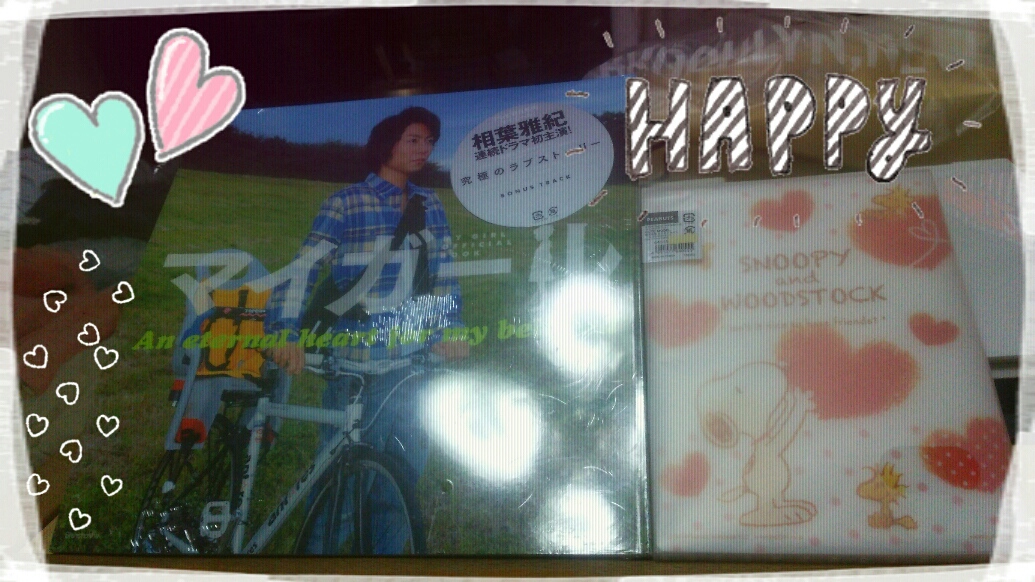 HAPPY
BROOKLYN, N
相葉雅紀
連続ドラマ初主演!
究極のラブストーリー
BONUS TRACK
マイガール
An eternal heart for my be
PEANUTS
SNOOPY
and
WOODSTOCK